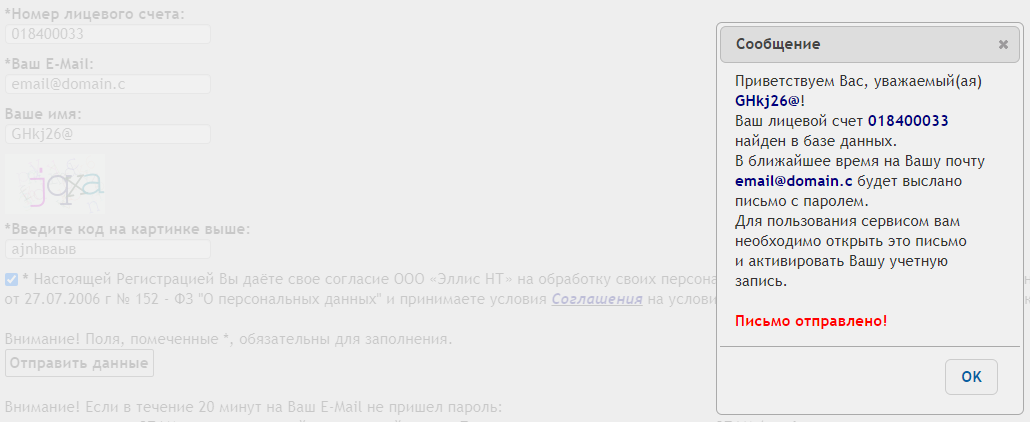 *Номер лицевого счета:
018400033
*Ваш E-Mail:
email@domain.c
Ваше имя:
GHkj26@
jqxa
*Введите код на картинке выше:
ajnhваыв
* Настоящей Регистрацией Вы даёте свое согласие ООО «Эллис НТ» на обработку своих
от 27.07.2006 г № 152 - ФЗ "О персональных данных" и принимаете условия Соглашения на
Внимание! Поля, помеченные *, обязательны для заполнения.
Отправить данные
Внимание! Если в течение 20 минут на Ваш E-Mail не пришел пароль:
Сообщение
Приветствуем Вас, уважаемый(ая)
GHkj26@!
Ваш лицевой счет 018400033
найден в базе данных.
В ближайшее время на Вашу почту
email@domain.c будет выслано
письмо с паролем.
Для пользования сервисом вам
необходимо открыть это письмо
и активировать Вашу учетную
запись.
Письмо отправлено!
OK